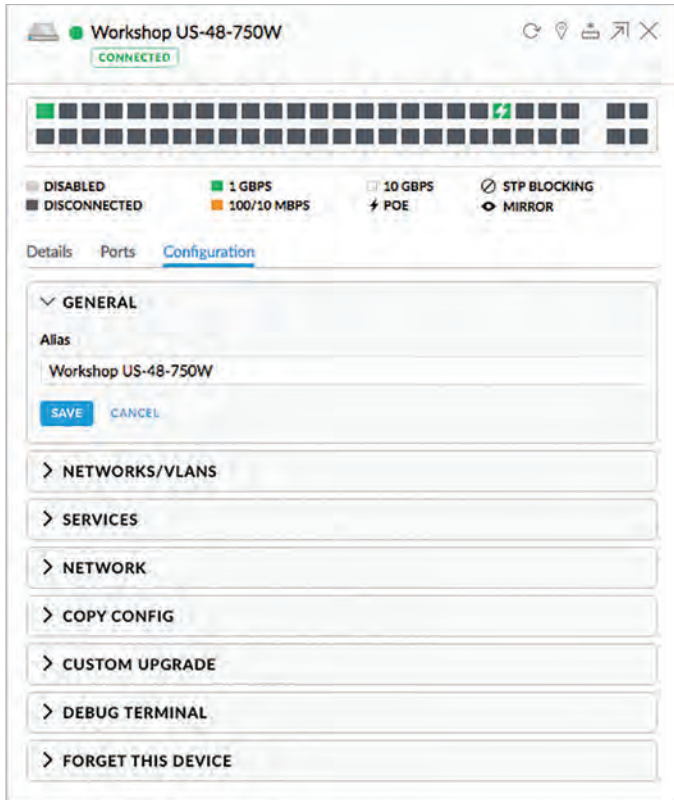 Workshop US-48-750W
CONNECTED
DISABLED 1 GBPS 10 GBPS STP BLOCKING
DISCONNECTED 100/10 MBPS POE MIRROR
Details Ports Configuration
GENERAL
Alias
Workshop US-48-750W
SAVE CANCEL
NETWORKS/VLANS
SERVICES
NETWORK
COPY CONFIG
CUSTOM UPGRADE
DEBUG TERMINAL
FORGET THIS DEVICE